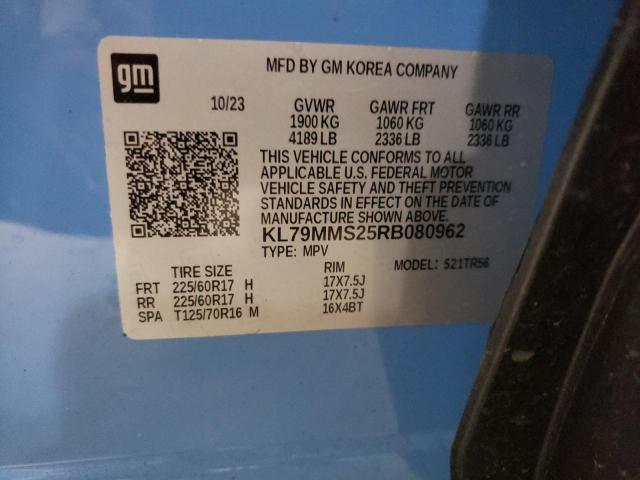 gm
MFD BY GM KOREA COMPANY
10/23 GVWR GAWR FRT GAWR RR
1900 KG 1060 KG 1060 KG
4189 LB 2336 LB 2336 LB
THIS VEHICLE CONFORMS TO ALL
APPLICABLE U.S. FEDERAL MOTOR
VEHICLE SAFETY AND THEFT PREVENTION
STANDARDS IN EFFECT ON THE DATE OF
MANUFACTURE SHOWN ABOVE.
KL79MMS25RB080962
TYPE: MPV MODEL: 521TR56
TIRE SIZE RIM
FRT 225/60R17 H 17X7.5J
RR 225/60R17 H 17X7.5J
SPA T125/70R16 M 16X4BT